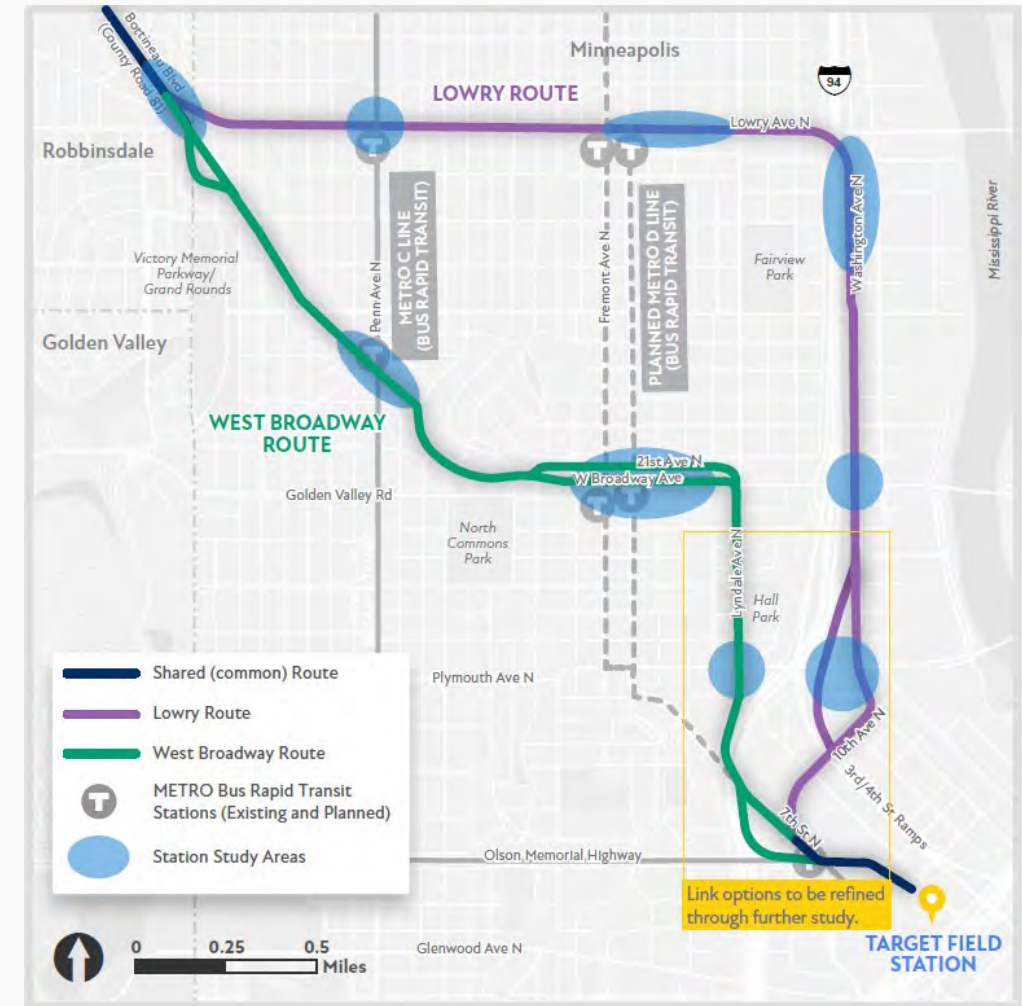 Bottineau Blvd
(County Road 81)
Minneapolis
94
LOWRY ROUTE
Lowry Ave N
Robbinsdale
METRO C LINE
(BUS RAPID TRANSIT)
PLANNED METRO D LINE
(BUS RAPID TRANSIT)
Washington Ave N
Mississippi River
Victory Memorial
Parkway/
Grand Rounds
Penn Ave N
Fremont Ave N
Fairview
Park
Golden Valley
T
T
T
T
WEST BROADWAY
ROUTE
21st Ave N
W Broadway Ave
T
T
Golden Valley Rd
North
Commons
Park
Lyndale Ave N
Hall
Park
Shared (common) Route
Plymouth Ave N
Lowry Route
West Broadway Route
10th Ave N
T
METRO Bus Rapid Transit
Stations (Existing and Planned)
3rd/4th St Ramps
7th St N
Station Study Areas
Olson Memorial Highway
T
Link options to be refined
through further study.
0 0.25 0.5
Miles
Glenwood Ave N
TARGET FIELD
STATION